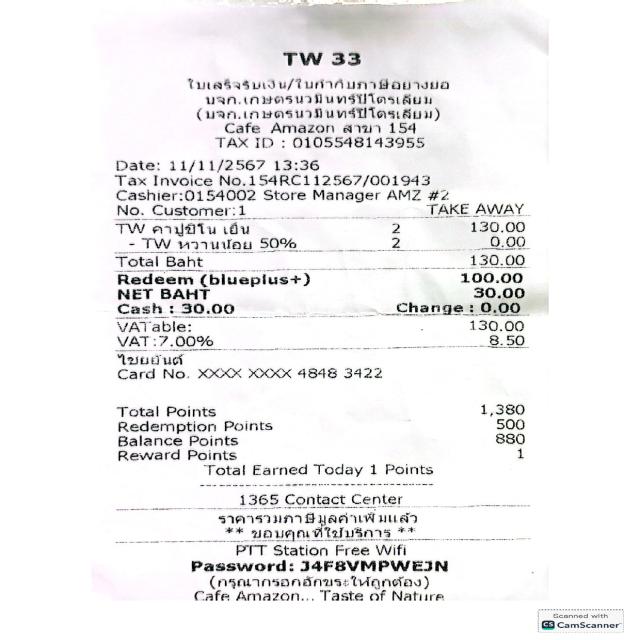 TW 33
ใบเสร็จรับเงิน/ใบกำกับภาษีอย่างย่อ
บจก.เกษตรนวมินทร์ปิโตรเลียม
(บจก.เกษตรนวมินทร์ปิโตรเลียม)
Cafe Amazon สาขา 154
TAX ID : 0105548143955
Date: 11/11/2567 13:36
Tax Invoice No.154RC112567/001943
Cashier:0154002 Store Manager AMZ #2
No. Customer:1 TAKE AWAY
TW คาปูชิโน เย็น 2 130.00
- TW หวานน้อย 50% 2 0.00
Total Baht 130.00
Redeem (blueplus+) 100.00
NET BAHT 30.00
Cash : 30.00 Change : 0.00
VATable: 130.00
VAT:7.00% 8.50
Card No. XXXX XXXX 4848 3422
Total Points 1,380
Redemption Points 500
Balance Points 880
Reward Points 1
Total Earned Today 1 Points
1365 Contact Center
ราคารวมภาษีมูลค่าเพิ่มแล้ว
** ขอบคุณที่ใช้บริการ **
PTT Station Free Wifi
Password: J4F8VMPWEJN
(กรุณากรอกอักขระให้ถูกต้อง)
Cafe Amazon... Taste of Nature
Scanned with
CS CamScanner